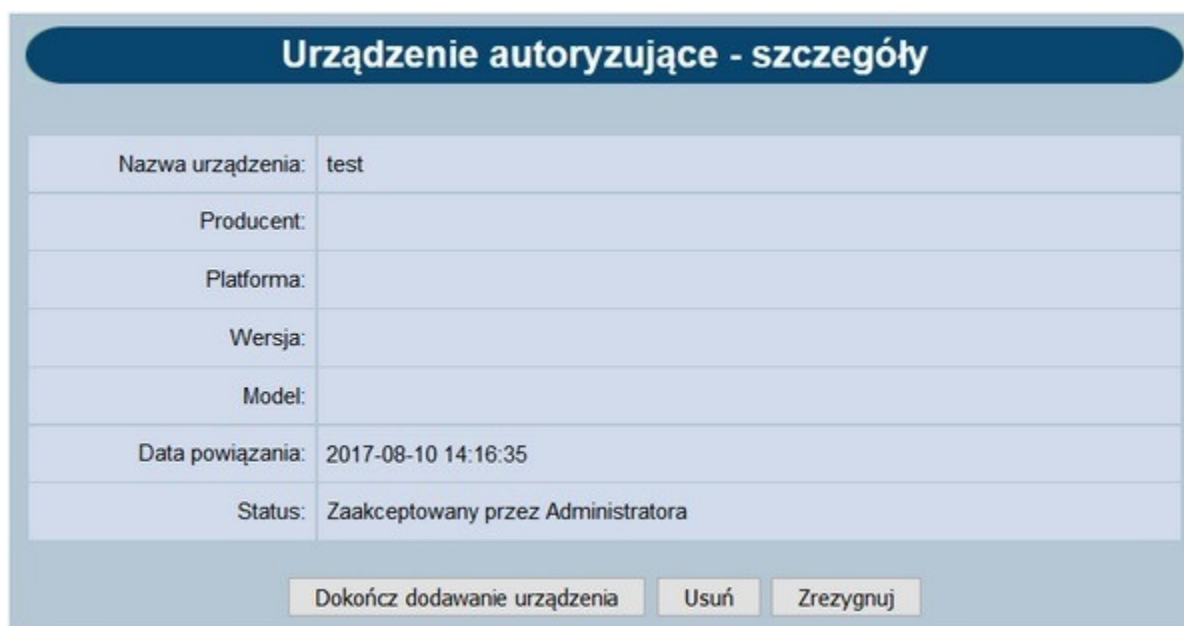 Urządzenie autoryzujące - szczegóły
Nazwa urządzenia: test
Producent:
Platforma:
Wersja:
Model:
Data powiązania: 2017-08-10 14:16:35
Status: Zaakceptowany przez Administratora
Dokończ dodawanie urządzenia Usuń Zrezygnuj